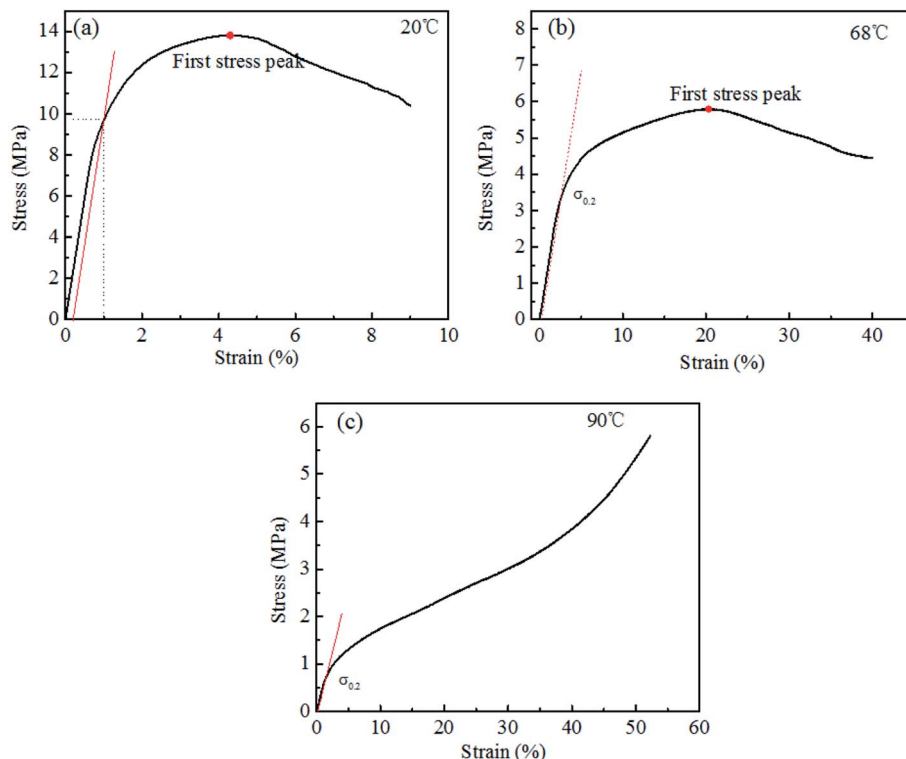 (a)
20℃
First stress peak
14
12
10
8
6
4
2
0
Stress (MPa)
0 2 4 6 8 10
Strain (%)
(b)
68℃
First stress peak
σ0.2
8
7
6
5
4
3
2
1
0
Stress (MPa)
0 10 20 30 40
Strain (%)
(c)
90℃
σ0.2
6
5
4
3
2
1
0
Stress (MPa)
0 10 20 30 40 50 60
Strain (%)